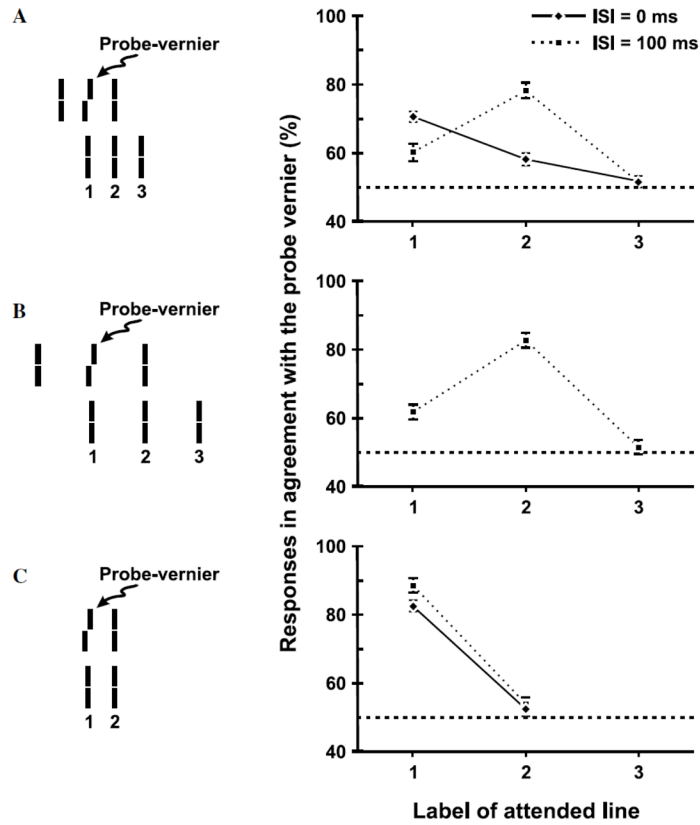 A
Probe-vernier
1 2 3
ISI = 0 ms
ISI = 100 ms
100
80
60
40
1 2 3
B
Probe-vernier
1 2 3
100
80
60
40
1 2 3
C
Probe-vernier
1 2
100
80
60
40
1 2 3
Responses in agreement with the probe vernier (%)
Label of attended line